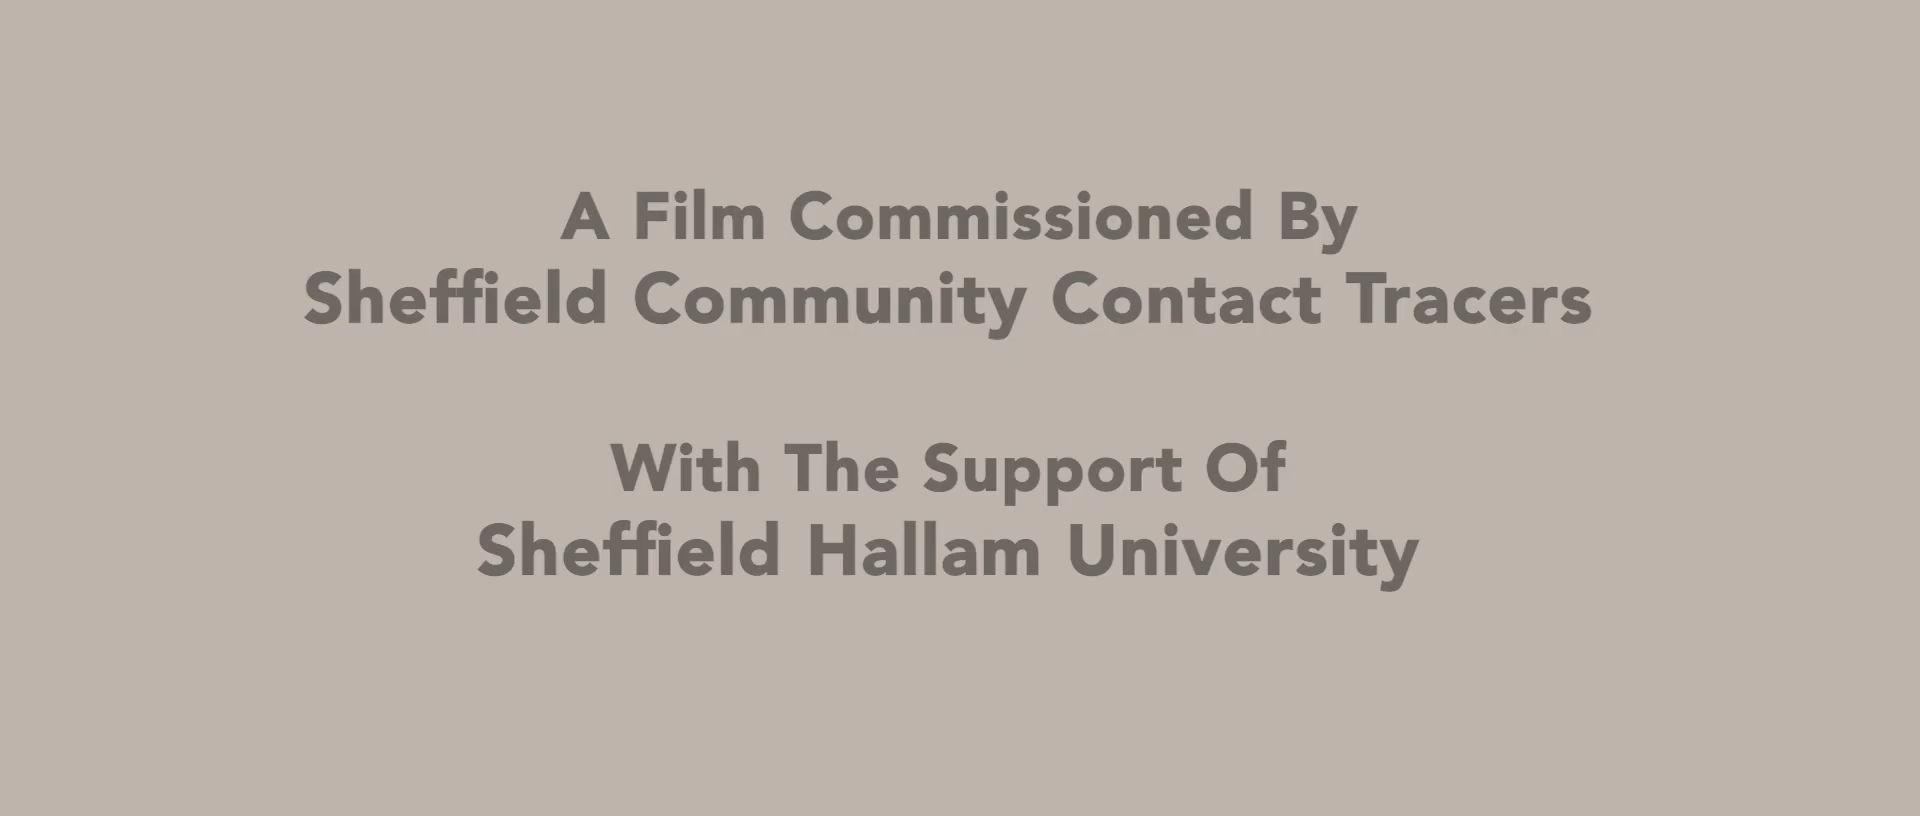 A Film Commissioned By
Sheffield Community Contact Tracers
With The Support Of
Sheffield Hallam University